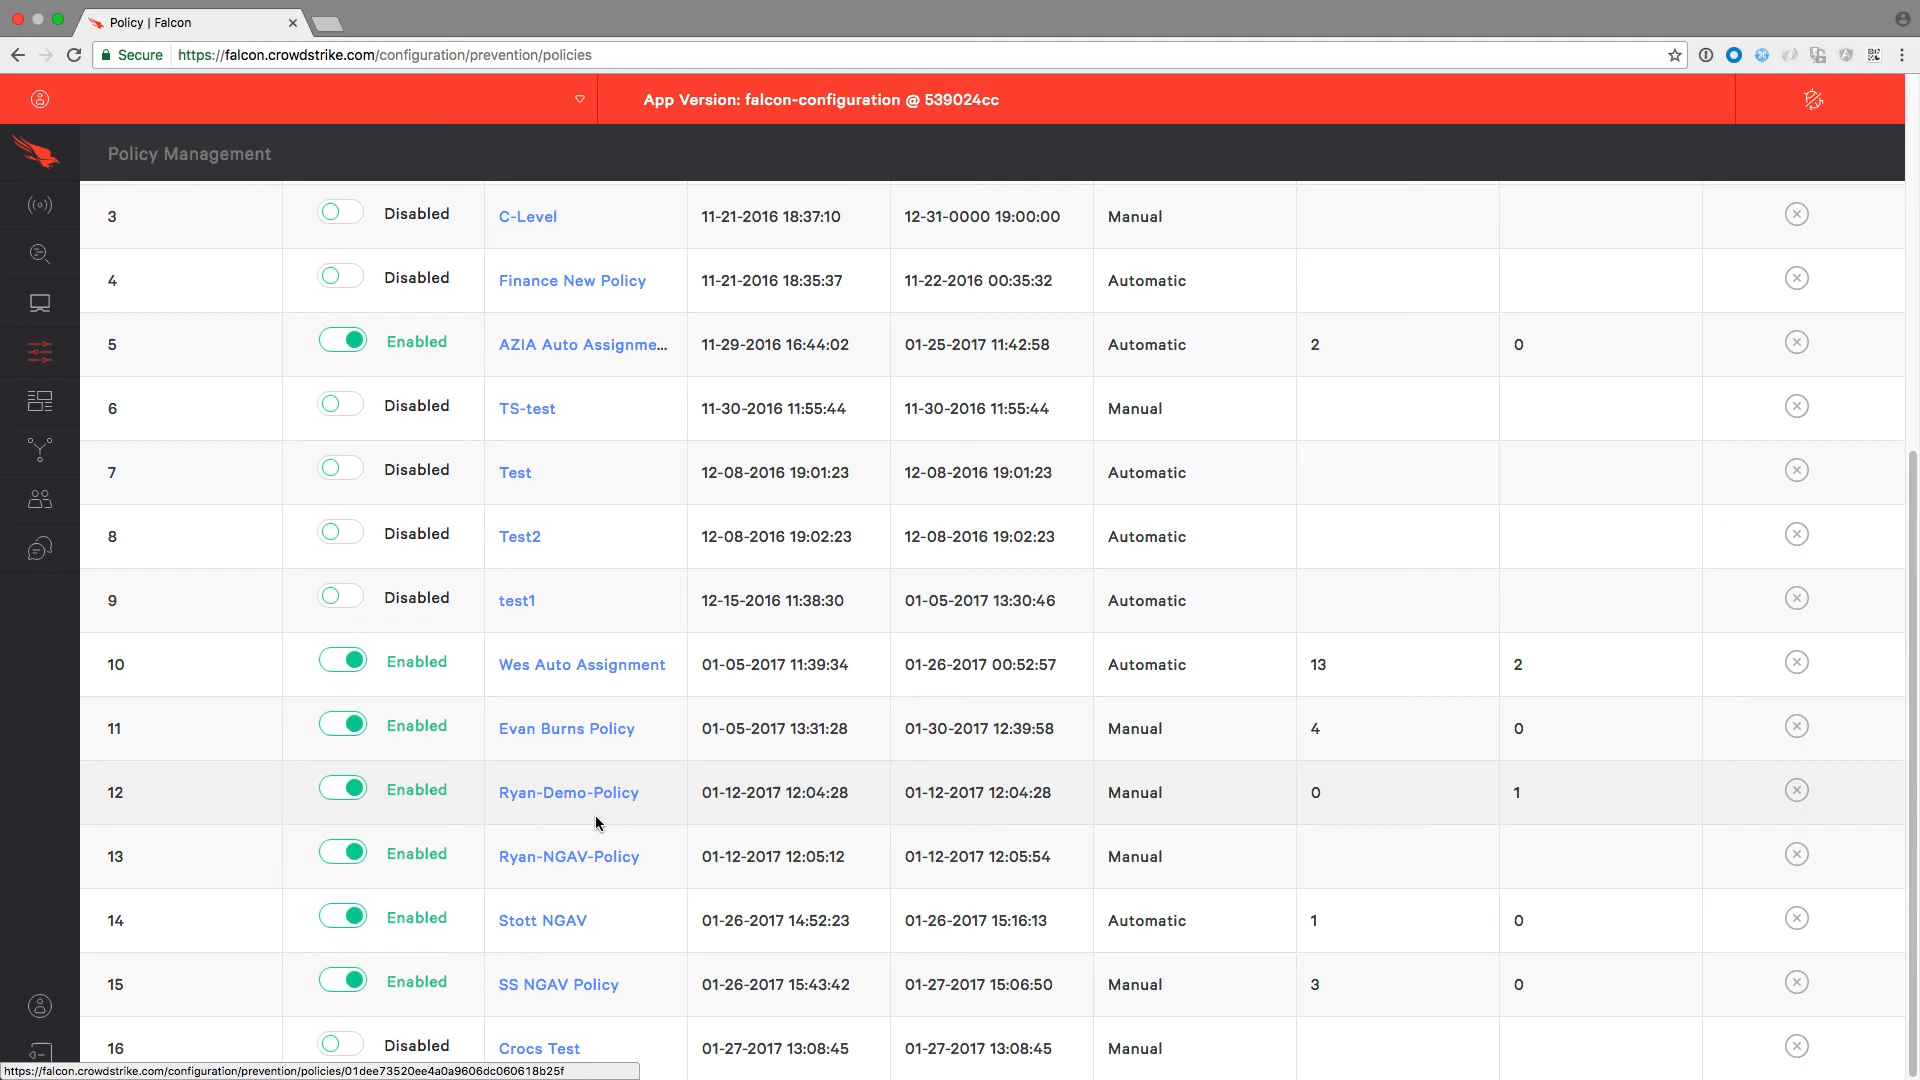 Policy | Falcon
Secure https://falcon.crowdstrike.com/configuration/prevention/policies
App Version: falcon-configuration @ 539024cc
Policy Management
3 Disabled C-Level 11-21-2016 18:37:10 12-31-0000 19:00:00 Manual
4 Disabled Finance New Policy 11-21-2016 18:35:37 11-22-2016 00:35:32 Automatic
5 Enabled AZIA Auto Assignme... 11-29-2016 16:44:02 01-25-2017 11:42:58 Automatic 2 0
6 Disabled TS-test 11-30-2016 11:55:44 11-30-2016 11:55:44 Manual
7 Disabled Test 12-08-2016 19:01:23 12-08-2016 19:01:23 Automatic
8 Disabled Test2 12-08-2016 19:02:23 12-08-2016 19:02:23 Automatic
9 Disabled test1 12-15-2016 11:38:30 01-05-2017 13:30:46 Automatic
10 Enabled Wes Auto Assignment 01-05-2017 11:39:34 01-26-2017 00:52:57 Automatic 13 2
11 Enabled Evan Burns Policy 01-05-2017 13:31:28 01-30-2017 12:39:58 Manual 4 0
12 Enabled Ryan-Demo-Policy 01-12-2017 12:04:28 01-12-2017 12:04:28 Manual 0 1
13 Enabled Ryan-NGAV-Policy 01-12-2017 12:05:12 01-12-2017 12:05:54 Manual
14 Enabled Stott NGAV 01-26-2017 14:52:23 01-26-2017 15:16:13 Automatic 1 0
15 Enabled SS NGAV Policy 01-26-2017 15:43:42 01-27-2017 15:06:50 Manual 3 0
16 Disabled Crocs Test 01-27-2017 13:08:45 01-27-2017 13:08:45 Manual
https://falcon.crowdstrike.com/configuration/prevention/policies/01dee73520ee4a0a9606dc060618b25f